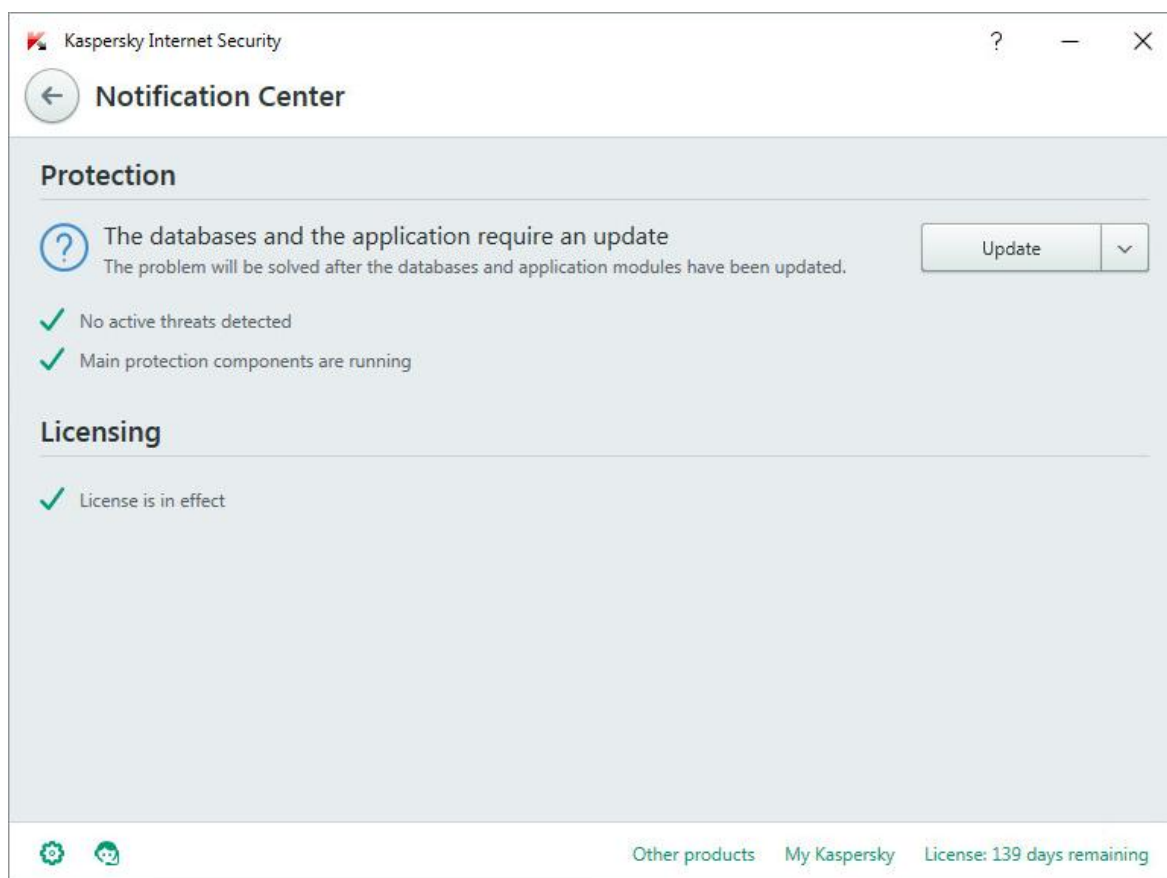 Kaspersky Internet Security
?
Notification Center
Protection
The databases and the application require an update
The problem will be solved after the databases and application modules have been updated.
Update
No active threats detected
Main protection components are running
Licensing
License is in effect
Other products My Kaspersky License: 139 days remaining